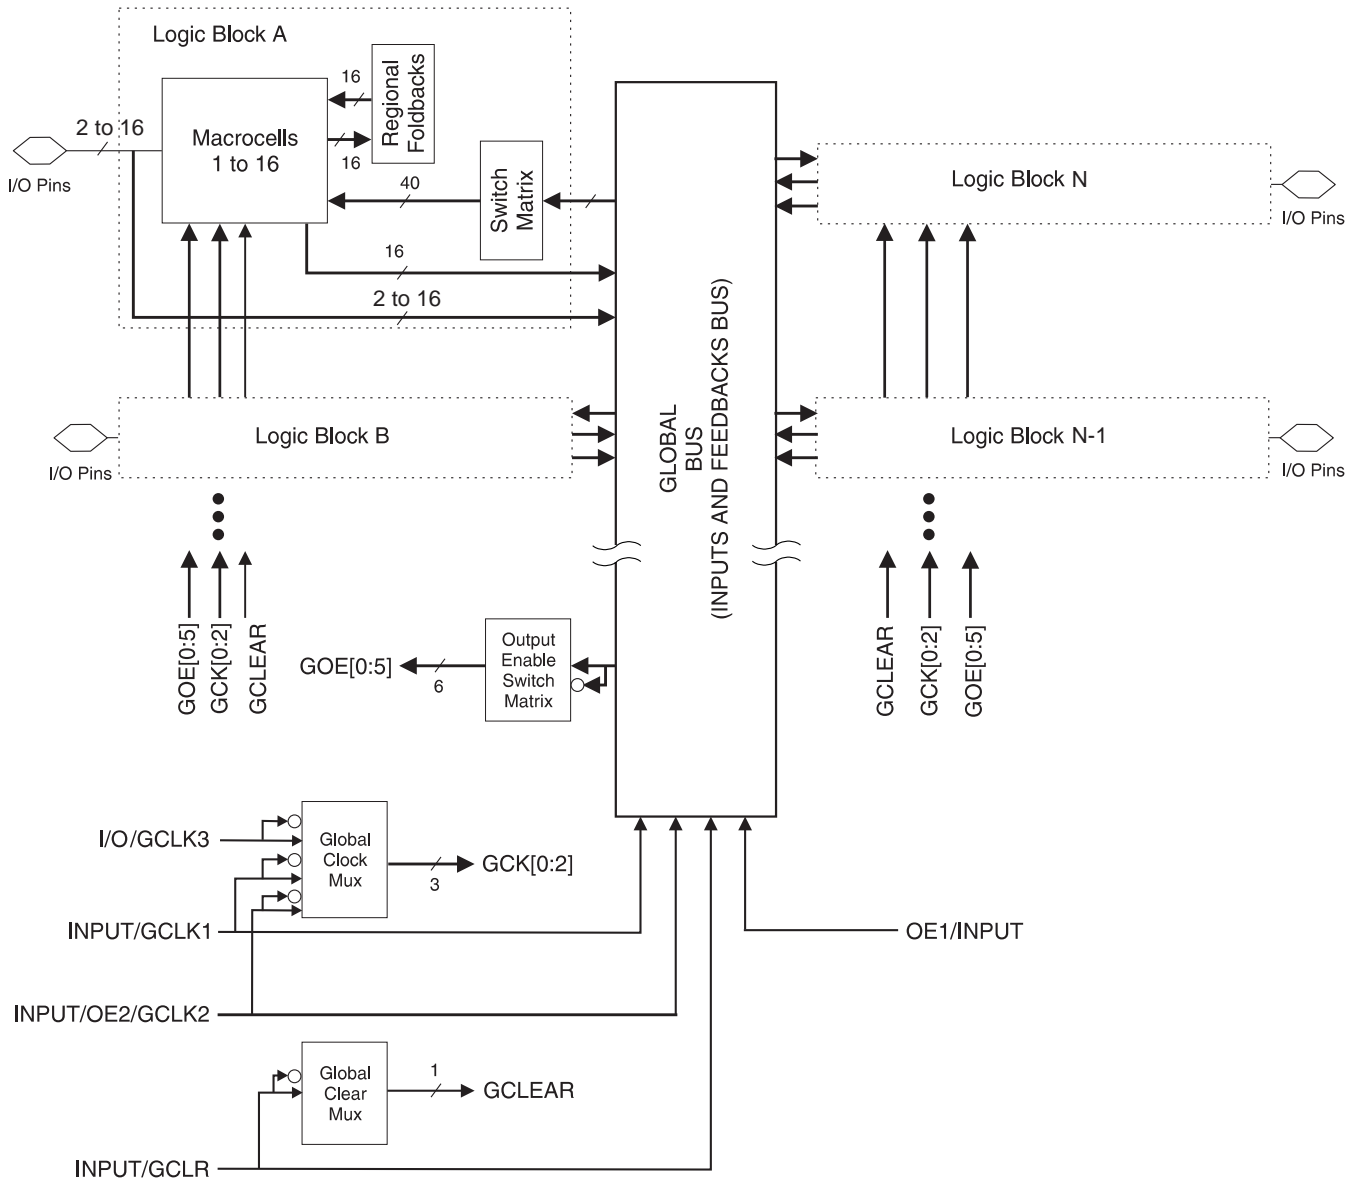 Logic Block A
Macrocells
1 to 16
16
16
Regional
Foldbacks
2 to 16
I/O Pins
40
Switch
Matrix
16
2 to 16
Logic Block N
I/O Pins
Logic Block B
I/O Pins
GLOBAL
BUS
(INPUTS AND FEEDBACKS BUS)
Logic Block N-1
I/O Pins
GOE[0:5]
GCK[0:2]
GCLEAR
GOE[0:5]
6
Output
Enable
Switch
Matrix
GCLEAR
GCK[0:2]
GOE[0:5]
I/O/GCLK3
Global
Clock
Mux
3
GCK[0:2]
INPUT/GCLK1
OE1/INPUT
INPUT/OE2/GCLK2
Global
Clear
Mux
1
GCLEAR
INPUT/GCLR